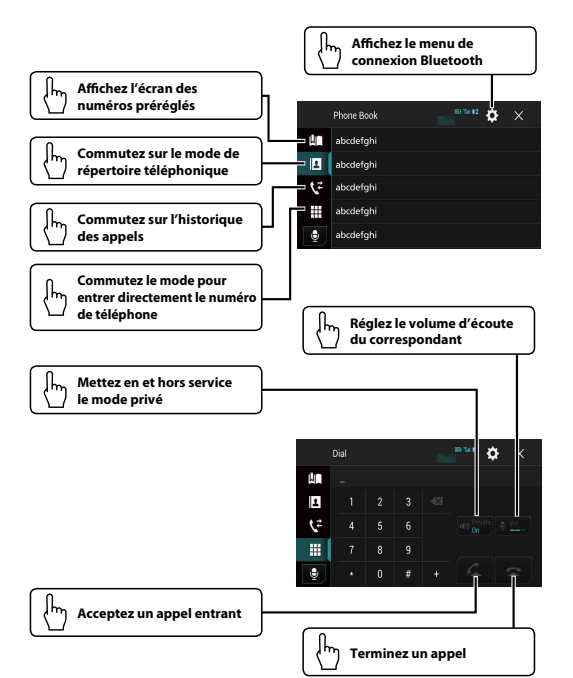 Affichez le menu de
connexion Bluetooth
Affichez l'écran des
numéros préréglés
Commutez sur le mode de
répertoire téléphonique
Commutez sur l'historique
des appels
Commutez le mode pour
entrer directement le numéro
de téléphone
Phone Book
abcdefghi
abcdefghi
abcdefghi
abcdefghi
abcdefghi
Réglez le volume d'écoute
du correspondant
Mettez en et hors service
le mode privé
Dial
1 2 3
4 5 6
7 8 9
* 0 # +
Private
On
Vol
Acceptez un appel entrant
Terminez un appel